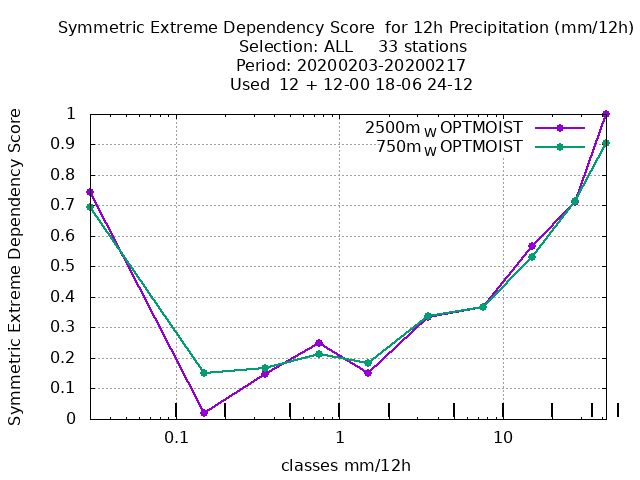 Symmetric Extreme Dependency Score  for 12h Precipitation (mm/12h)
Selection: ALL     33 stations
Period: 20200203-20200217
Used  12 + 12-00 18-06 24-12
Symmetric Extreme Dependency Score
1
0.9
0.8
0.7
0.6
0.5
0.4
0.3
0.2
0.1
0
2500m W OPTMOIST
750m W OPTMOIST
0.1 1 10
classes mm/12h